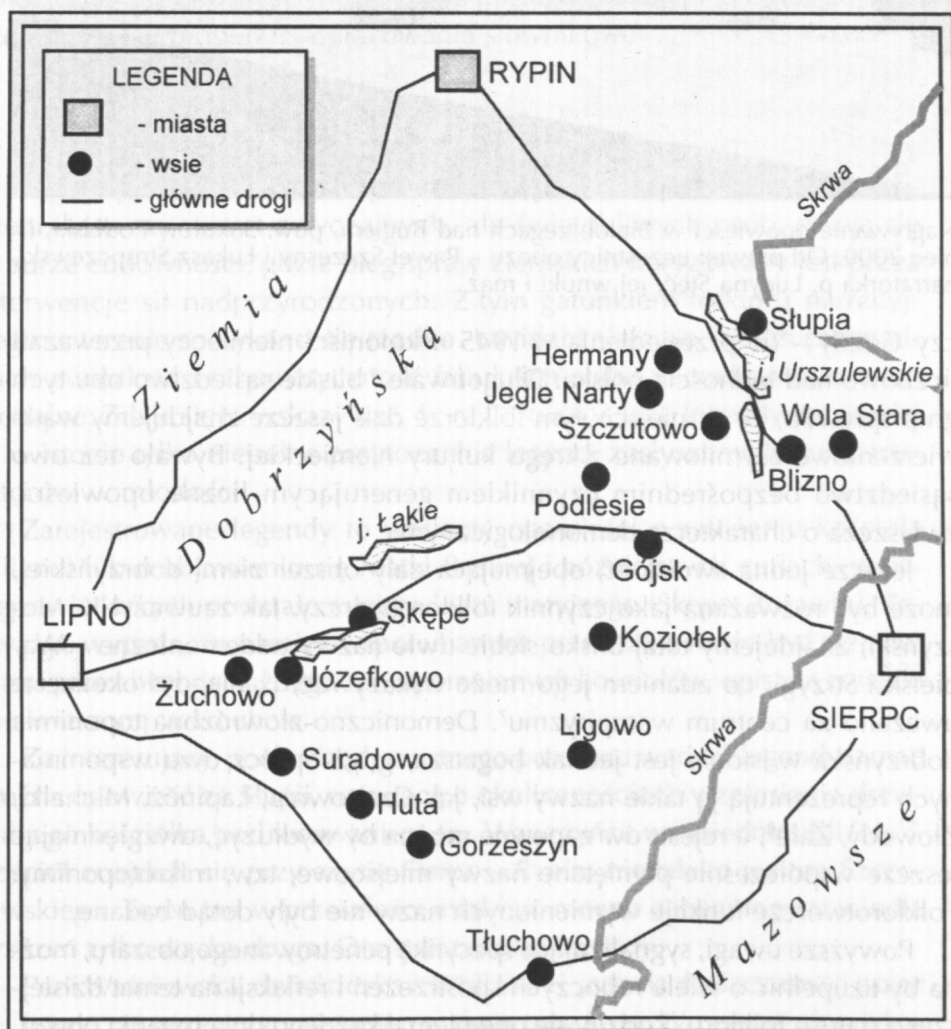 LEGENDA
- miasta
- wsie
- główne drogi
RYPIN
Skrwa
Ziemia
Dobrzyńska
Słupia
Hermany
j. Urszulewskie
Jegle Narty
Wola Stara
Szczutowo
Blizno
Podlesie
j. Łąkie
Gójsk
LIPNO
Skępe
Koziołek
Józefkowo
Żuchowo
SIERPC
Ligowo
Suradowo
Skrwa
Huta
Gorzeszyn
Mazowsze
Tłuchowo